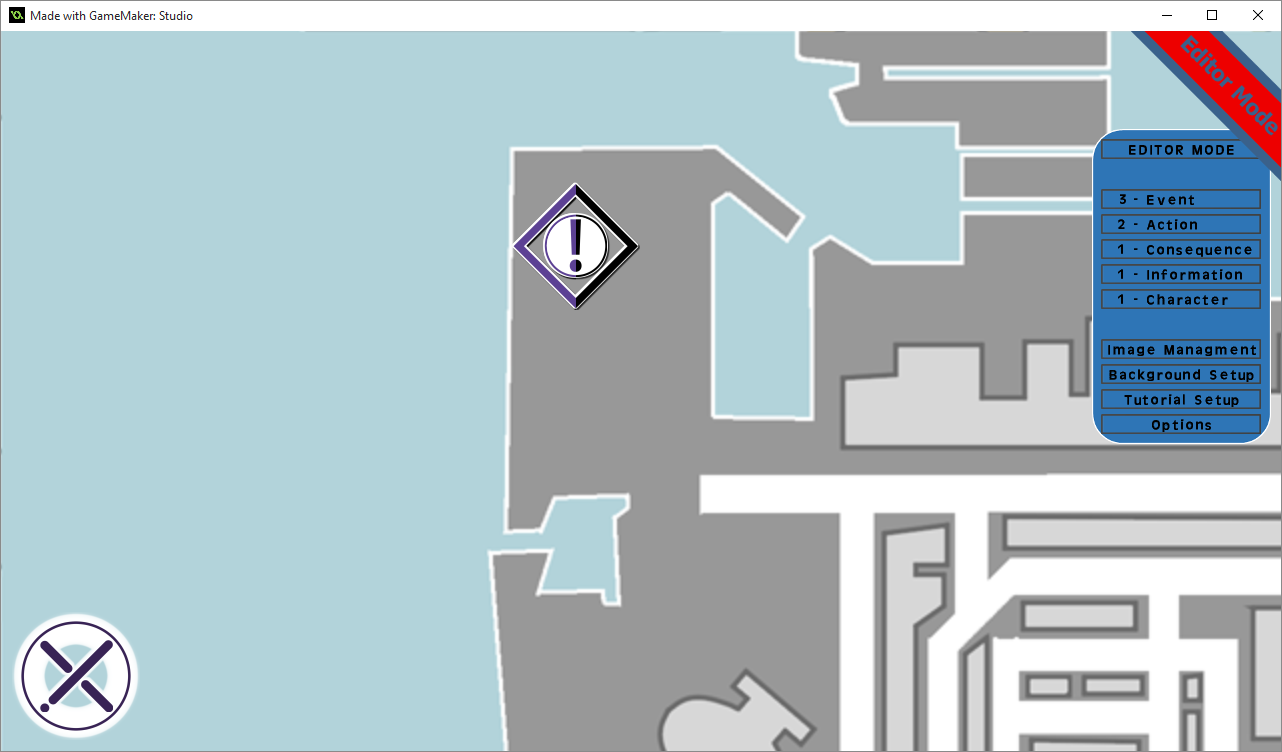 Made with GameMaker: Studio
Editor Mode
EDITOR MODE
3 - Event
2 - Action
1 - Consequence
1 - Information
1 - Character
Image Managment
Background Setup
Tutorial Setup
Options
!